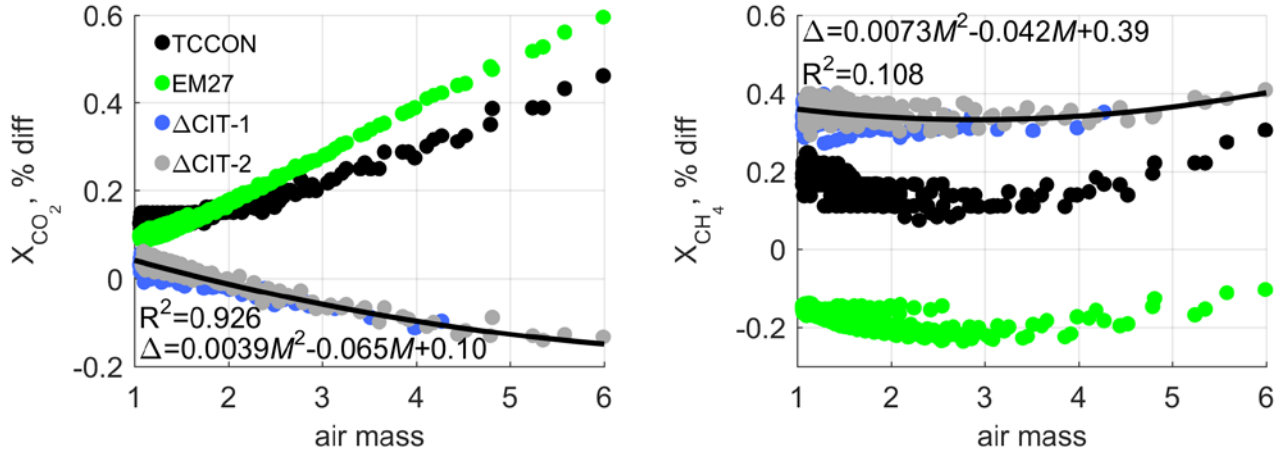 X_CO₂, % diff
0.6
0.4
0.2
0
-0.2
TCCON
EM27
ΔCIT-1
ΔCIT-2
R²=0.926
Δ=0.0039M²-0.065M+0.10
1 2 3 4 5 6
air mass
X_CH₄, % diff
0.6
0.4
0.2
0
-0.2
Δ=0.0073M²-0.042M+0.39
R²=0.108
1 2 3 4 5 6
air mass